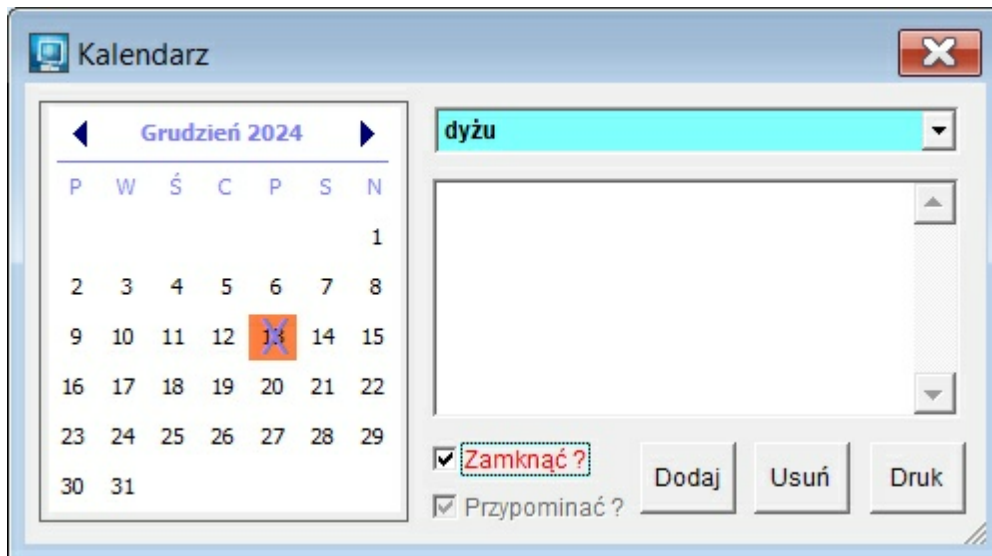 Kalendarz
Grudzień 2024
P W Ś C P S N
1
2 3 4 5 6 7 8
9 10 11 12 13 14 15
16 17 18 19 20 21 22
23 24 25 26 27 28 29
30 31
dyżu
Zamknąć ?
Przypominać ?
Dodaj
Usuń
Druk